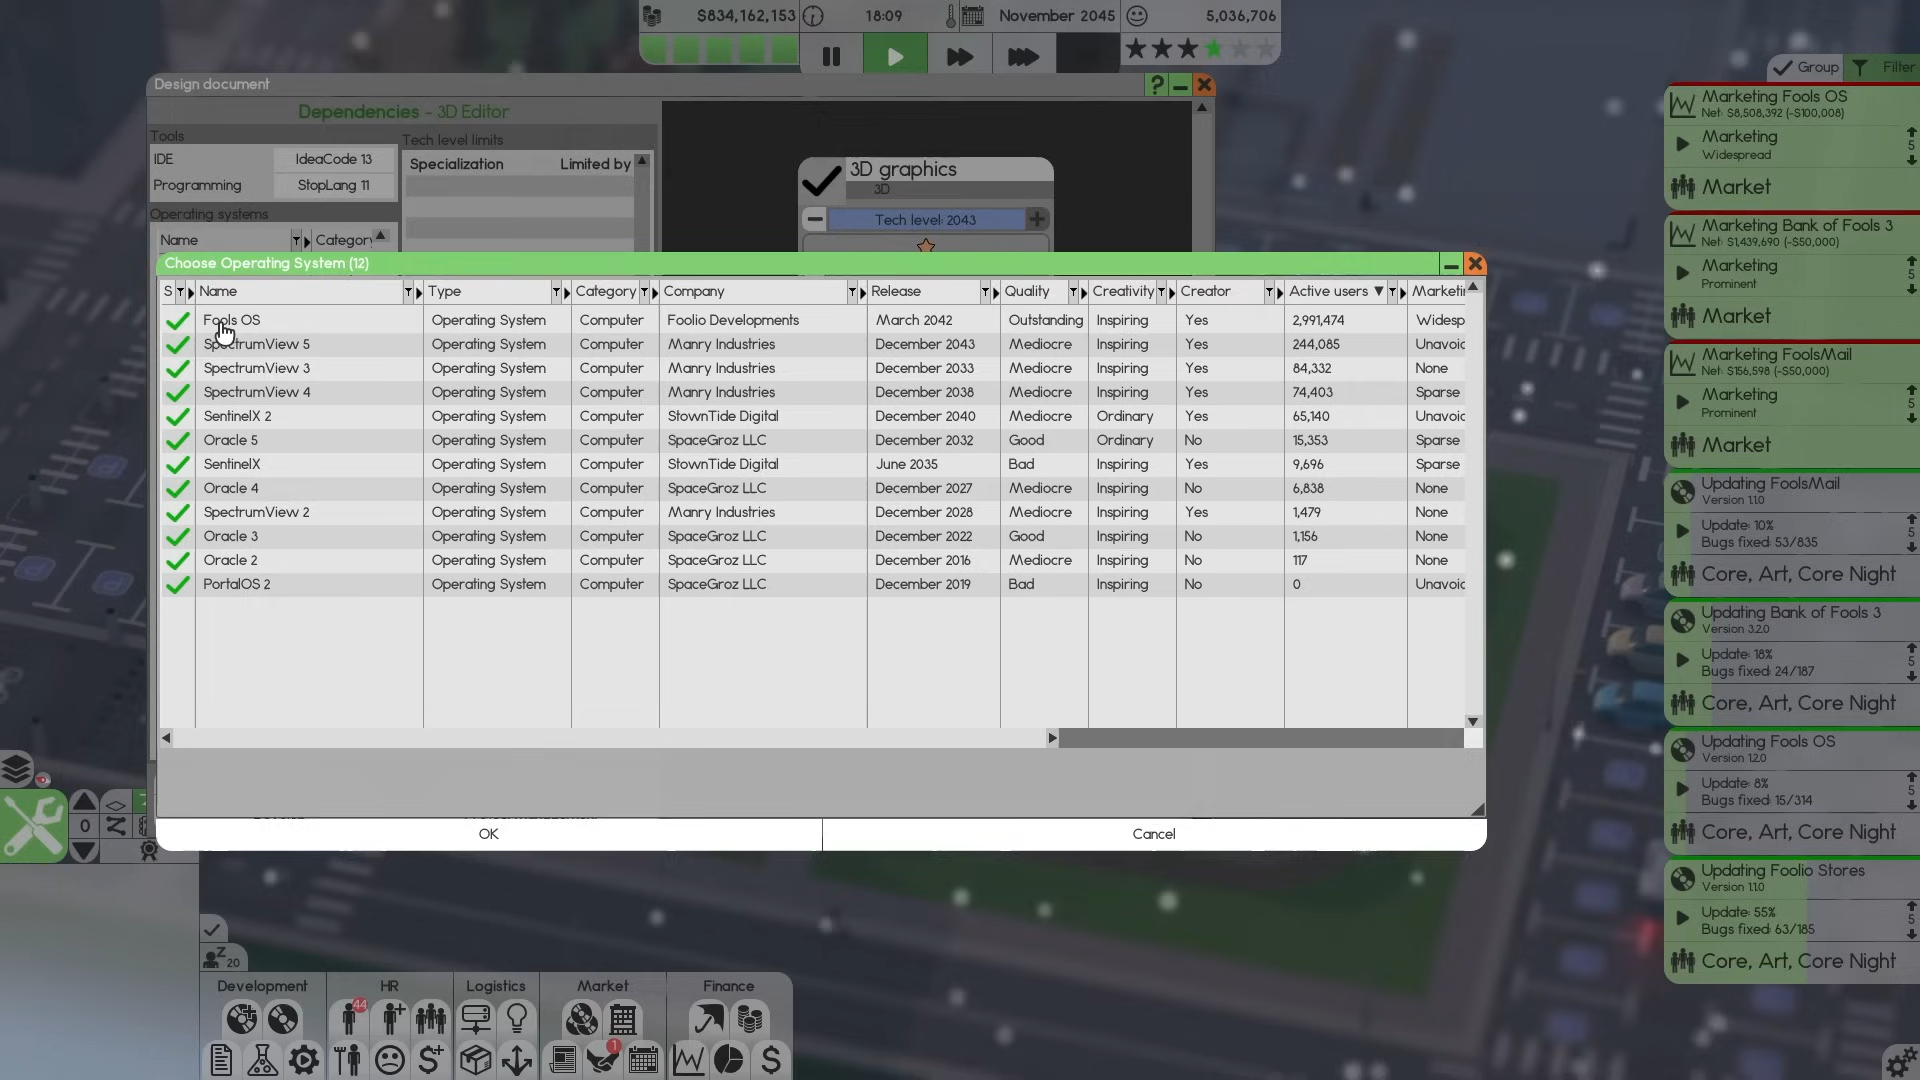 $834,162,153 18:09 November 2045 5,036,706
Design document ?
Dependencies - 3D Editor
Tools
IDE IdeaCode 13
Programming StopLang 11
Operating systems
Name Category
Tech level limits
Specialization Limited by
3D graphics
3D
Tech level: 2043
Choose Operating System (12)
S Name Type Category Company Release Quality Creativity Creator Active users Marketin
Fools OS Operating System Computer Foolio Developments March 2042 Outstanding Inspiring Yes 2,991,474 Widesp
SpectrumView 5 Operating System Computer Manry Industries December 2043 Mediocre Inspiring Yes 244,085 Unavoic
SpectrumView 3 Operating System Computer Manry Industries December 2033 Mediocre Inspiring Yes 84,332 None
SpectrumView 4 Operating System Computer Manry Industries December 2038 Mediocre Inspiring Yes 74,403 Sparse
SentinelX 2 Operating System Computer StownTide Digital December 2040 Mediocre Ordinary Yes 65,140 Unavoic
Oracle 5 Operating System Computer SpaceGroz LLC December 2032 Good Ordinary No 15,353 Sparse
SentinelX Operating System Computer StownTide Digital June 2035 Bad Inspiring Yes 9,696 Sparse
Oracle 4 Operating System Computer SpaceGroz LLC December 2027 Mediocre Inspiring No 6,838 None
SpectrumView 2 Operating System Computer Manry Industries December 2028 Mediocre Inspiring Yes 1,479 None
Oracle 3 Operating System Computer SpaceGroz LLC December 2022 Good Inspiring No 1,156 None
Oracle 2 Operating System Computer SpaceGroz LLC December 2016 Mediocre Inspiring No 117 None
PortalOS 2 Operating System Computer SpaceGroz LLC December 2019 Bad Inspiring No 0 Unavoic
OK Cancel
Group Filter
Marketing Fools OS
Net: $8,508,392 (-$100,008)
Marketing
Widespread
5
Market
Marketing Bank of Fools 3
Net: $1,439,690 (-$50,000)
Marketing
Prominent
5
Market
Marketing FoolsMail
Net: $156,598 (-$50,000)
Marketing
Prominent
5
Market
Updating FoolsMail
Version 1.1.0
Update: 10%
Bugs fixed: 53/835
5
Core, Art, Core Night
Updating Bank of Fools 3
Version 3.2.0
Update: 18%
Bugs fixed: 24/187
5
Core, Art, Core Night
Updating Fools OS
Version 1.2.0
Update: 8%
Bugs fixed: 15/314
5
Core, Art, Core Night
Updating Foolio Stores
Version 1.1.0
Update: 55%
Bugs fixed: 63/185
5
Core, Art, Core Night
0
Z 20
Development HR Logistics Market Finance
44
1